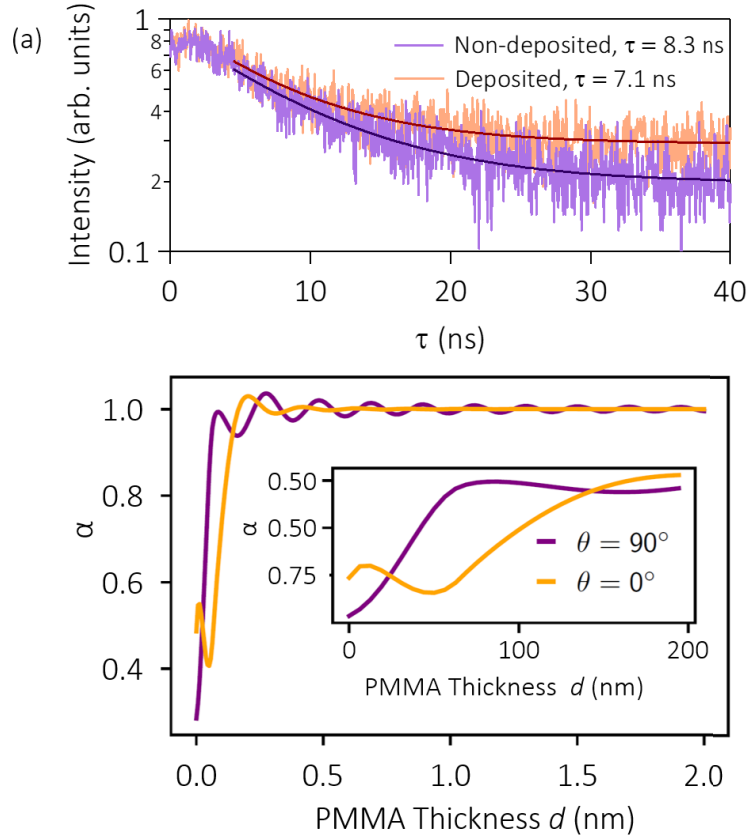 (a)
Intensity (arb. units)
1
8
6
4
2
0.1
Non-deposited, τ = 8.3 ns
Deposited, τ = 7.1 ns
0 10 20 30 40
τ (ns)
α
1.0
0.8
0.6
0.4
α
0.50
0.50
0.75
θ = 90°
θ = 0°
0 100 200
PMMA Thickness d (nm)
0.0 0.5 1.0 1.5 2.0
PMMA Thickness d (nm)